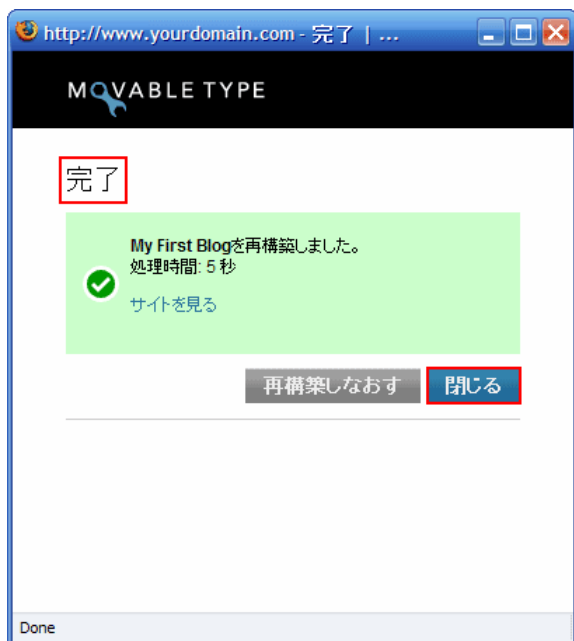 http://www.yourdomain.com - 完了 | ...
MOVABLE TYPE
完了
My First Blogを再構築しました。
処理時間: 5 秒
サイトを見る
再構築しなおす 閉じる
Done